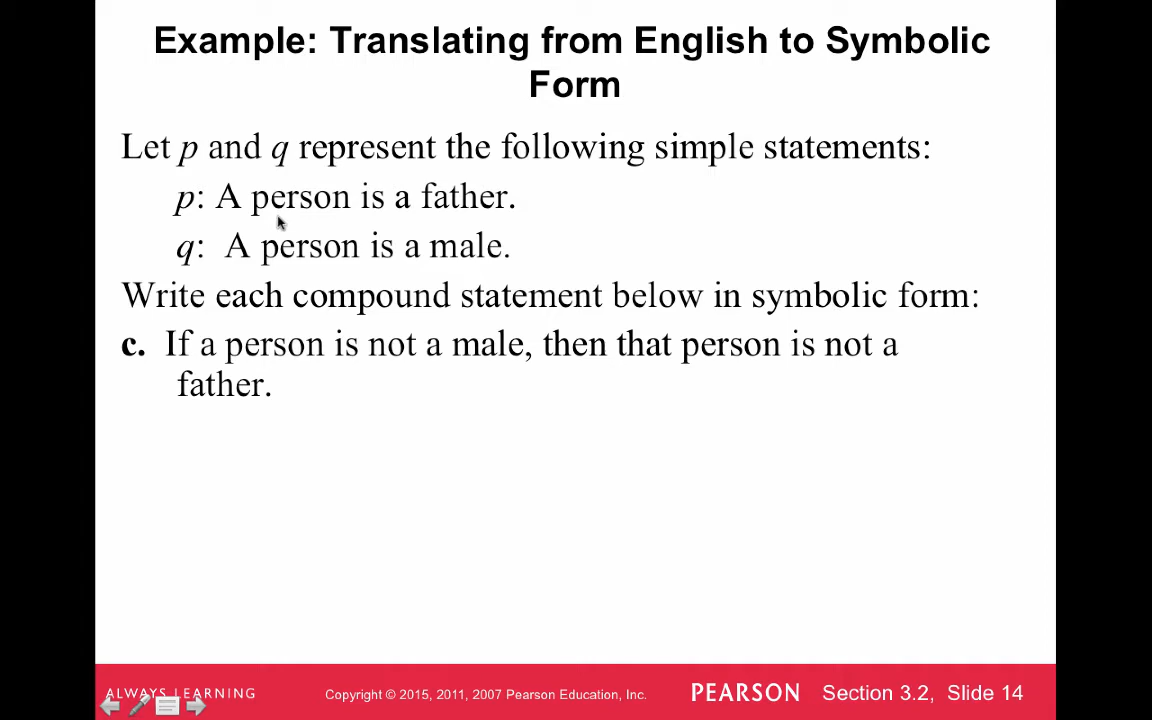 Example: Translating from English to Symbolic
Form
Let p and q represent the following simple statements:
p: A person is a father.
q: A person is a male.
Write each compound statement below in symbolic form:
c. If a person is not a male, then that person is not a
father.
ALWAYS LEARNING
Copyright © 2015, 2011, 2007 Pearson Education, Inc.
PEARSON
Section 3.2, Slide 14